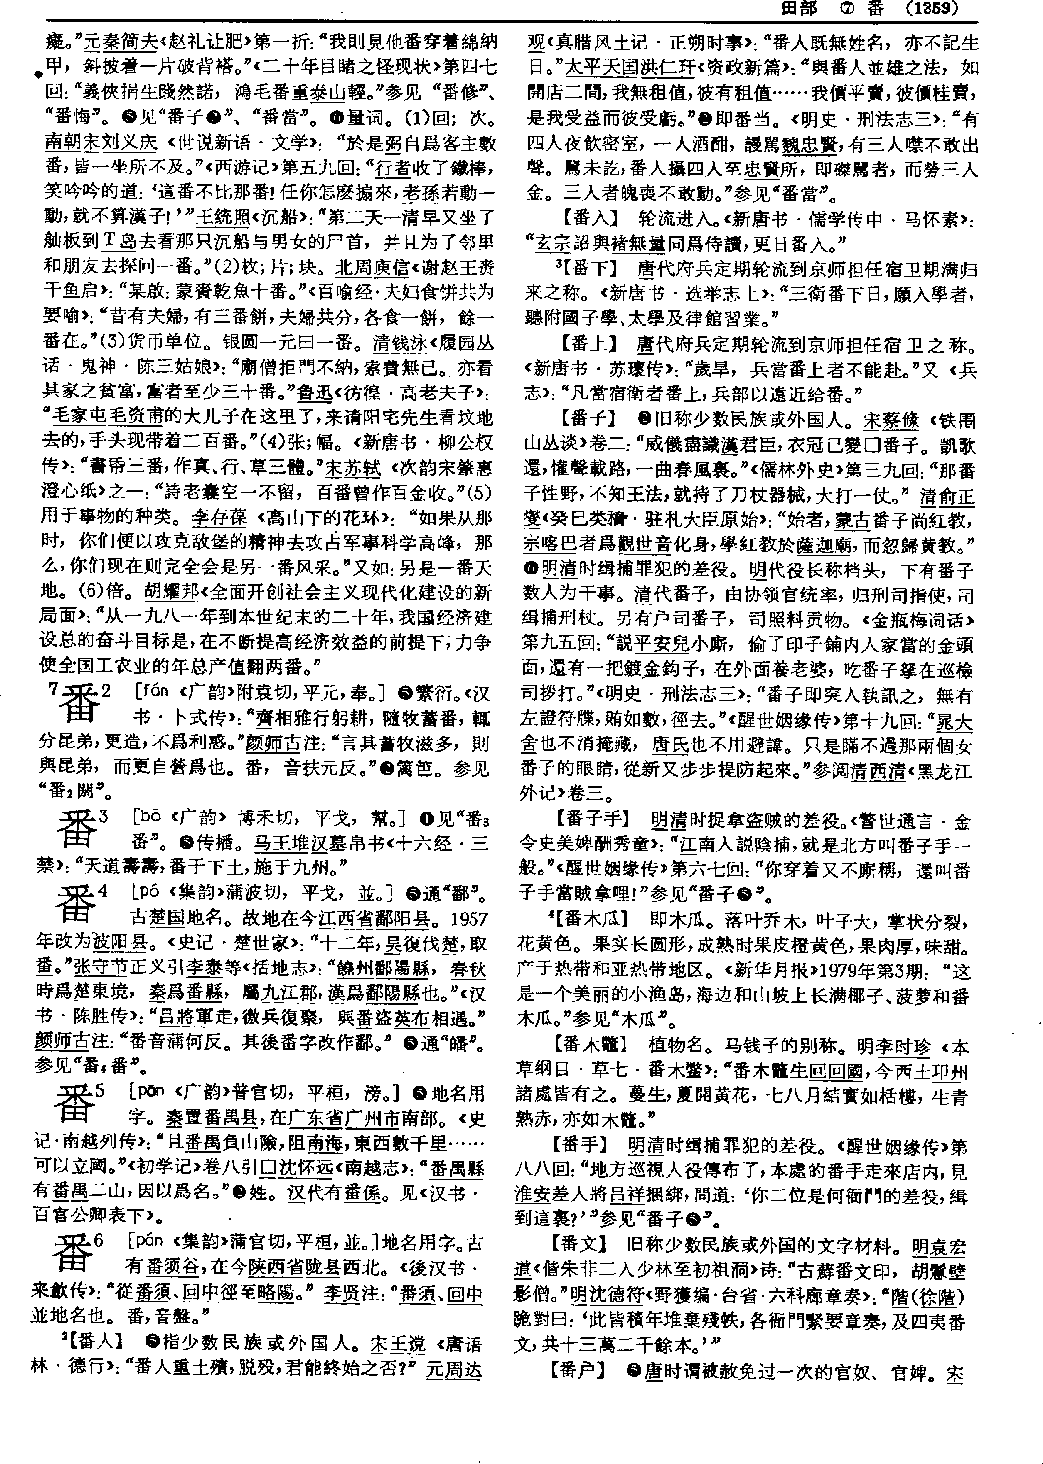 田部 ⑦ 番 (1359)
癃。”元秦简夫《赵礼让肥》第一折：“我則見他番穿着绵纳
甲，斜披着一片破背褡。”《二十年目睹之怪现状》第四七
回：“義俠捐生踐然諾，鴻毛番重泰山輕。”参见“番修”、
南朝宋刘义庆《世说新语·文学》：“於是弼自爲客主數
番，皆一坐所不及。”《西游记》第五九回：“行者收了鐵棒，
笑吟吟的道：‘這番不比那番！任你怎麽搧來，老孫若動一
動，就不算漢子！’”王统照《沉船》：“第二天一清早又坐了
舢板到T岛去看那只沉船与男女的尸首，并且为了邻里
和朋友去探问一番。”(2)枚；片；块。北周庾信《谢赵王赉
干鱼启》：“某啟：蒙賚乾魚十番。”《百喻经·夫妇食饼共为
要喻》：“昔有夫婦，有三番餅，夫婦共分，各食一餅，餘一
番在。”(3)货币单位。银圆一元曰一番。清钱泳《履园丛
话·鬼神·陈三姑娘》：“廟僧拒門不納，索費無已。亦看
其家之貧富，富者至少三十番。”鲁迅《彷徨·高老夫子》：
“毛家屯毛资甫的大儿子在这里了，来请阳宅先生看坟地
去的，手头现带着二百番。”(4)张；幅。《新唐书·柳公权
传》：“書帋三番，作真、行、草三體。”宋苏轼《次韵宋肇惠
澄心纸》之一：“詩老囊空一不留，百番曾作百金收。”(5)
用于事物的种类。李存葆《高山下的花环》：“如果从那
时，你们便以攻克敌堡的精神去攻占军事科学高峰，那
么，你们现在则完全会是另一番风采。”又如：另是一番天
地。(6)倍。胡耀邦《全面开创社会主义现代化建设的新
局面》：“从一九八一年到本世纪末的二十年，我国经济建
设总的奋斗目标是，在不断提高经济效益的前提下，力争
使全国工农业的年总产值翻两番。”
7番2 [fán《广韵》附袁切，平元，奉。]❶繁衍。《汉
书·卜式传》：“齊相雅行躬耕，隨牧蓄番，輒
分昆弟，更造，不爲利惑。”颜师古注：“言其畜牧滋多，則
與昆弟，而更自營爲也。番，音扶元反。”❷篱笆。参见
“番2閼”。
番3 [bō《广韵》博禾切，平戈，幫。]❶见“番3
番”。❷传播。马王堆汉墓帛书《十六经·三
禁》：“天道壽壽，番于下土，施于九州。”
番4 [pó《集韵》蒲波切，平戈，並。]❶通“鄱”。
古楚国地名。故地在今江西省鄱阳县。1957
年改为波阳县。《史记·楚世家》：“十二年，吴復伐楚，取
番。”张守节正义引李泰等《括地志》：“饒州鄱陽縣，春秋
時爲楚東境，秦爲番縣，屬九江郡，漢爲鄱陽縣也。”《汉
书·陈胜传》：“吕將軍走，徵兵復聚，與番盜英布相遇。”
颜师古注：“番音蒲何反。其後番字改作鄱。”❷通“皤”。
参见“番4番”。
番5 [pān《广韵》普官切，平桓，滂。]❶地名用
字。秦置番禺县，在广东省广州市南部。《史
记·南越列传》：“且番禺負山險，阻南海，東西數千里……
可以立國。”《初学记》卷八引□沈怀远《南越志》：“番禺縣
有番禺二山，因以爲名。”❷姓。汉代有番係。见《汉书·
百官公卿表下》。
番6 [pán《集韵》蒲官切，平桓，並。]地名用字。古
有番须谷，在今陕西省陇县西北。《後汉书·
来歙传》：“從番須、回中徑至略陽。”李贤注：“番須、回中
並地名也。番，音盤。”
2【番人】 ❶指少数民族或外国人。宋王谠《唐语
林·德行》：“番人重土殯，脱殁，君能終始之否？”元周达
观《真腊风土记·正朔时事》：“番人既無姓名，亦不記生
日。”太平天国洪仁玕《资政新篇》：“與番人並雄之法，如
開店二間，我無租值，彼有租值……我價平賣，彼價桂賣，
是我受益而彼受虧。”❷即番当。《明史·刑法志三》：“有
四人夜飲密室，一人酒酣，謾駡魏忠賢，有三人噤不敢出
聲。駡未訖，番人攝四人至忠賢所，即磔駡者，而勞三人
金。三人者魄喪不敢動。”参见“番當”。
【番入】 轮流进入。《新唐书·儒学传中·马怀素》：
“玄宗詔與褚無量同爲侍讀，更日番入。”
3【番下】 唐代府兵定期轮流到京师担任宿卫期满归
来之称。《新唐书·选举志上》：“三衛番下日，願入學者，
聽附國子學、太學及律館習業。”
【番上】 唐代府兵定期轮流到京师担任宿卫之称。
《新唐书·苏瓌传》：“歲旱，兵當番上者不能赴。”又《兵
志》：“凡當宿衛者番上，兵部以遠近給番。”
【番子】 ❶旧称少数民族或外国人。宋蔡絛《铁围
山丛谈》卷二：“威儀盡識漢君臣，衣冠已變□番子。凱歌
還，懽聲載路，一曲春風裏。”《儒林外史》第三九回：“那番
子性野，不知王法，就持了刀杖器械，大打一仗。”清俞正
燮《癸巳类稿·驻札大臣原始》：“始者，蒙古番子尚紅教，
宗喀巴者爲觀世音化身，學紅教於薩迦廟，而忽歸黄教。”
❷明清时缉捕罪犯的差役。明代役长称档头，下有番子
数人为干事。清代番子，由协领官统率，归刑司指使，司
缉捕刑杖。另有户司番子，司照料贡物。《金瓶梅词话》
第九五回：“説平安兒小廝，偷了印子鋪内人家當的金頭
面，還有一把鍍金鈎子，在外面養老婆，吃番子拏在巡檢
司拶打。”《明史·刑法志三》：“番子即突入執訊之，無有
左證符牒，賄如數，徑去。”《醒世姻缘传》第十九回：“晁大
舍也不消掩藏，唐氏也不用避諱。只是瞞不過那兩個女
番子的眼睛，從新又步步提防起來。”参阅清西清《黑龙江
外记》卷三。
【番子手】 明清时捉拿盗贼的差役。《警世通言·金
令史美婢酬秀童》：“江南人説陰捕，就是北方叫番子手一
般。”《醒世姻缘传》第六七回：“你穿着又不廝稱，還叫番
4【番木瓜】 即木瓜。落叶乔木，叶子大，掌状分裂，
花黄色。果实长圆形，成熟时果皮橙黄色，果肉厚，味甜。
产于热带和亚热带地区。《新华月报》1979年第3期：“这
是一个美丽的小渔岛，海边和山坡上长满椰子、菠萝和番
木瓜。”参见“木瓜”。
【番木鼈】 植物名。马钱子的别称。明李时珍《本
草纲目·草七·番木鳖》：“番木鼈生回回國，今西土邛州
諸處皆有之。蔓生，夏開黄花，七八月結實如栝樓，生青
熟赤，亦如木鼈。”
【番手】 明清时缉捕罪犯的差役。《醒世姻缘传》第
八八回：“地方巡視人役傳布了，本處的番手走來店内，見
淮安差人將吕祥捆綁，問道：‘你二位是何衙門的差役，緝
到這裏？’”参见“番子❷”。
【番文】 旧称少数民族或外国的文字材料。明袁宏
道《偕朱非二入少林至初祖洞》诗：“古蘚番文印，胡鬘壁
影僧。”明沈德符《野獲编·台省·六科廊章奏》：“階(徐階)
跪對曰：‘此皆積年堆棄殘帙，各衙門緊要章奏，及四夷番
文，共十三萬二千餘本。’”
【番户】 ❶唐时谓被赦免过一次的官奴、官婢。宋